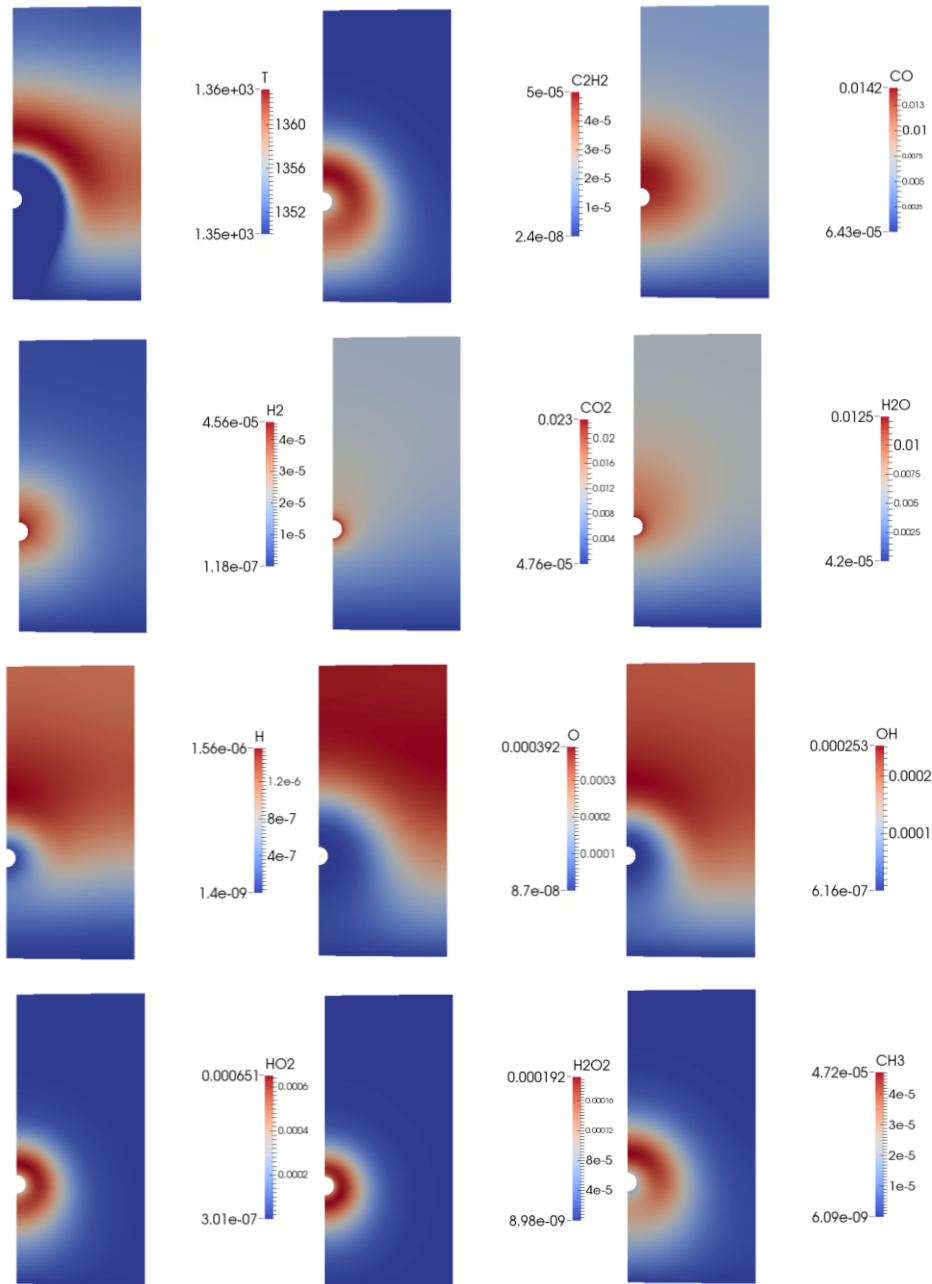 T
1.36e+03
1360
1356
1352
1.35e+03
C2H2
5e-05
4e-5
3e-5
2e-5
1e-5
2.4e-08
CO
0.0142
0.013
0.01
0.0075
0.005
0.0025
6.43e-05
H2
4.56e-05
4e-5
3e-5
2e-5
1e-5
1.18e-07
CO2
0.023
0.02
0.016
0.012
0.008
0.004
4.76e-05
H2O
0.0125
0.01
0.0075
0.005
0.0025
4.2e-05
H
1.56e-06
1.2e-6
8e-7
4e-7
1.4e-09
O
0.000392
0.0003
0.0002
0.0001
8.7e-08
OH
0.000253
0.0002
0.0001
6.16e-07
HO2
0.000651
0.0006
0.0004
0.0002
3.01e-07
H2O2
0.000192
0.00016
0.00012
8e-5
4e-5
8.98e-09
CH3
4.72e-05
4e-5
3e-5
2e-5
1e-5
6.09e-09